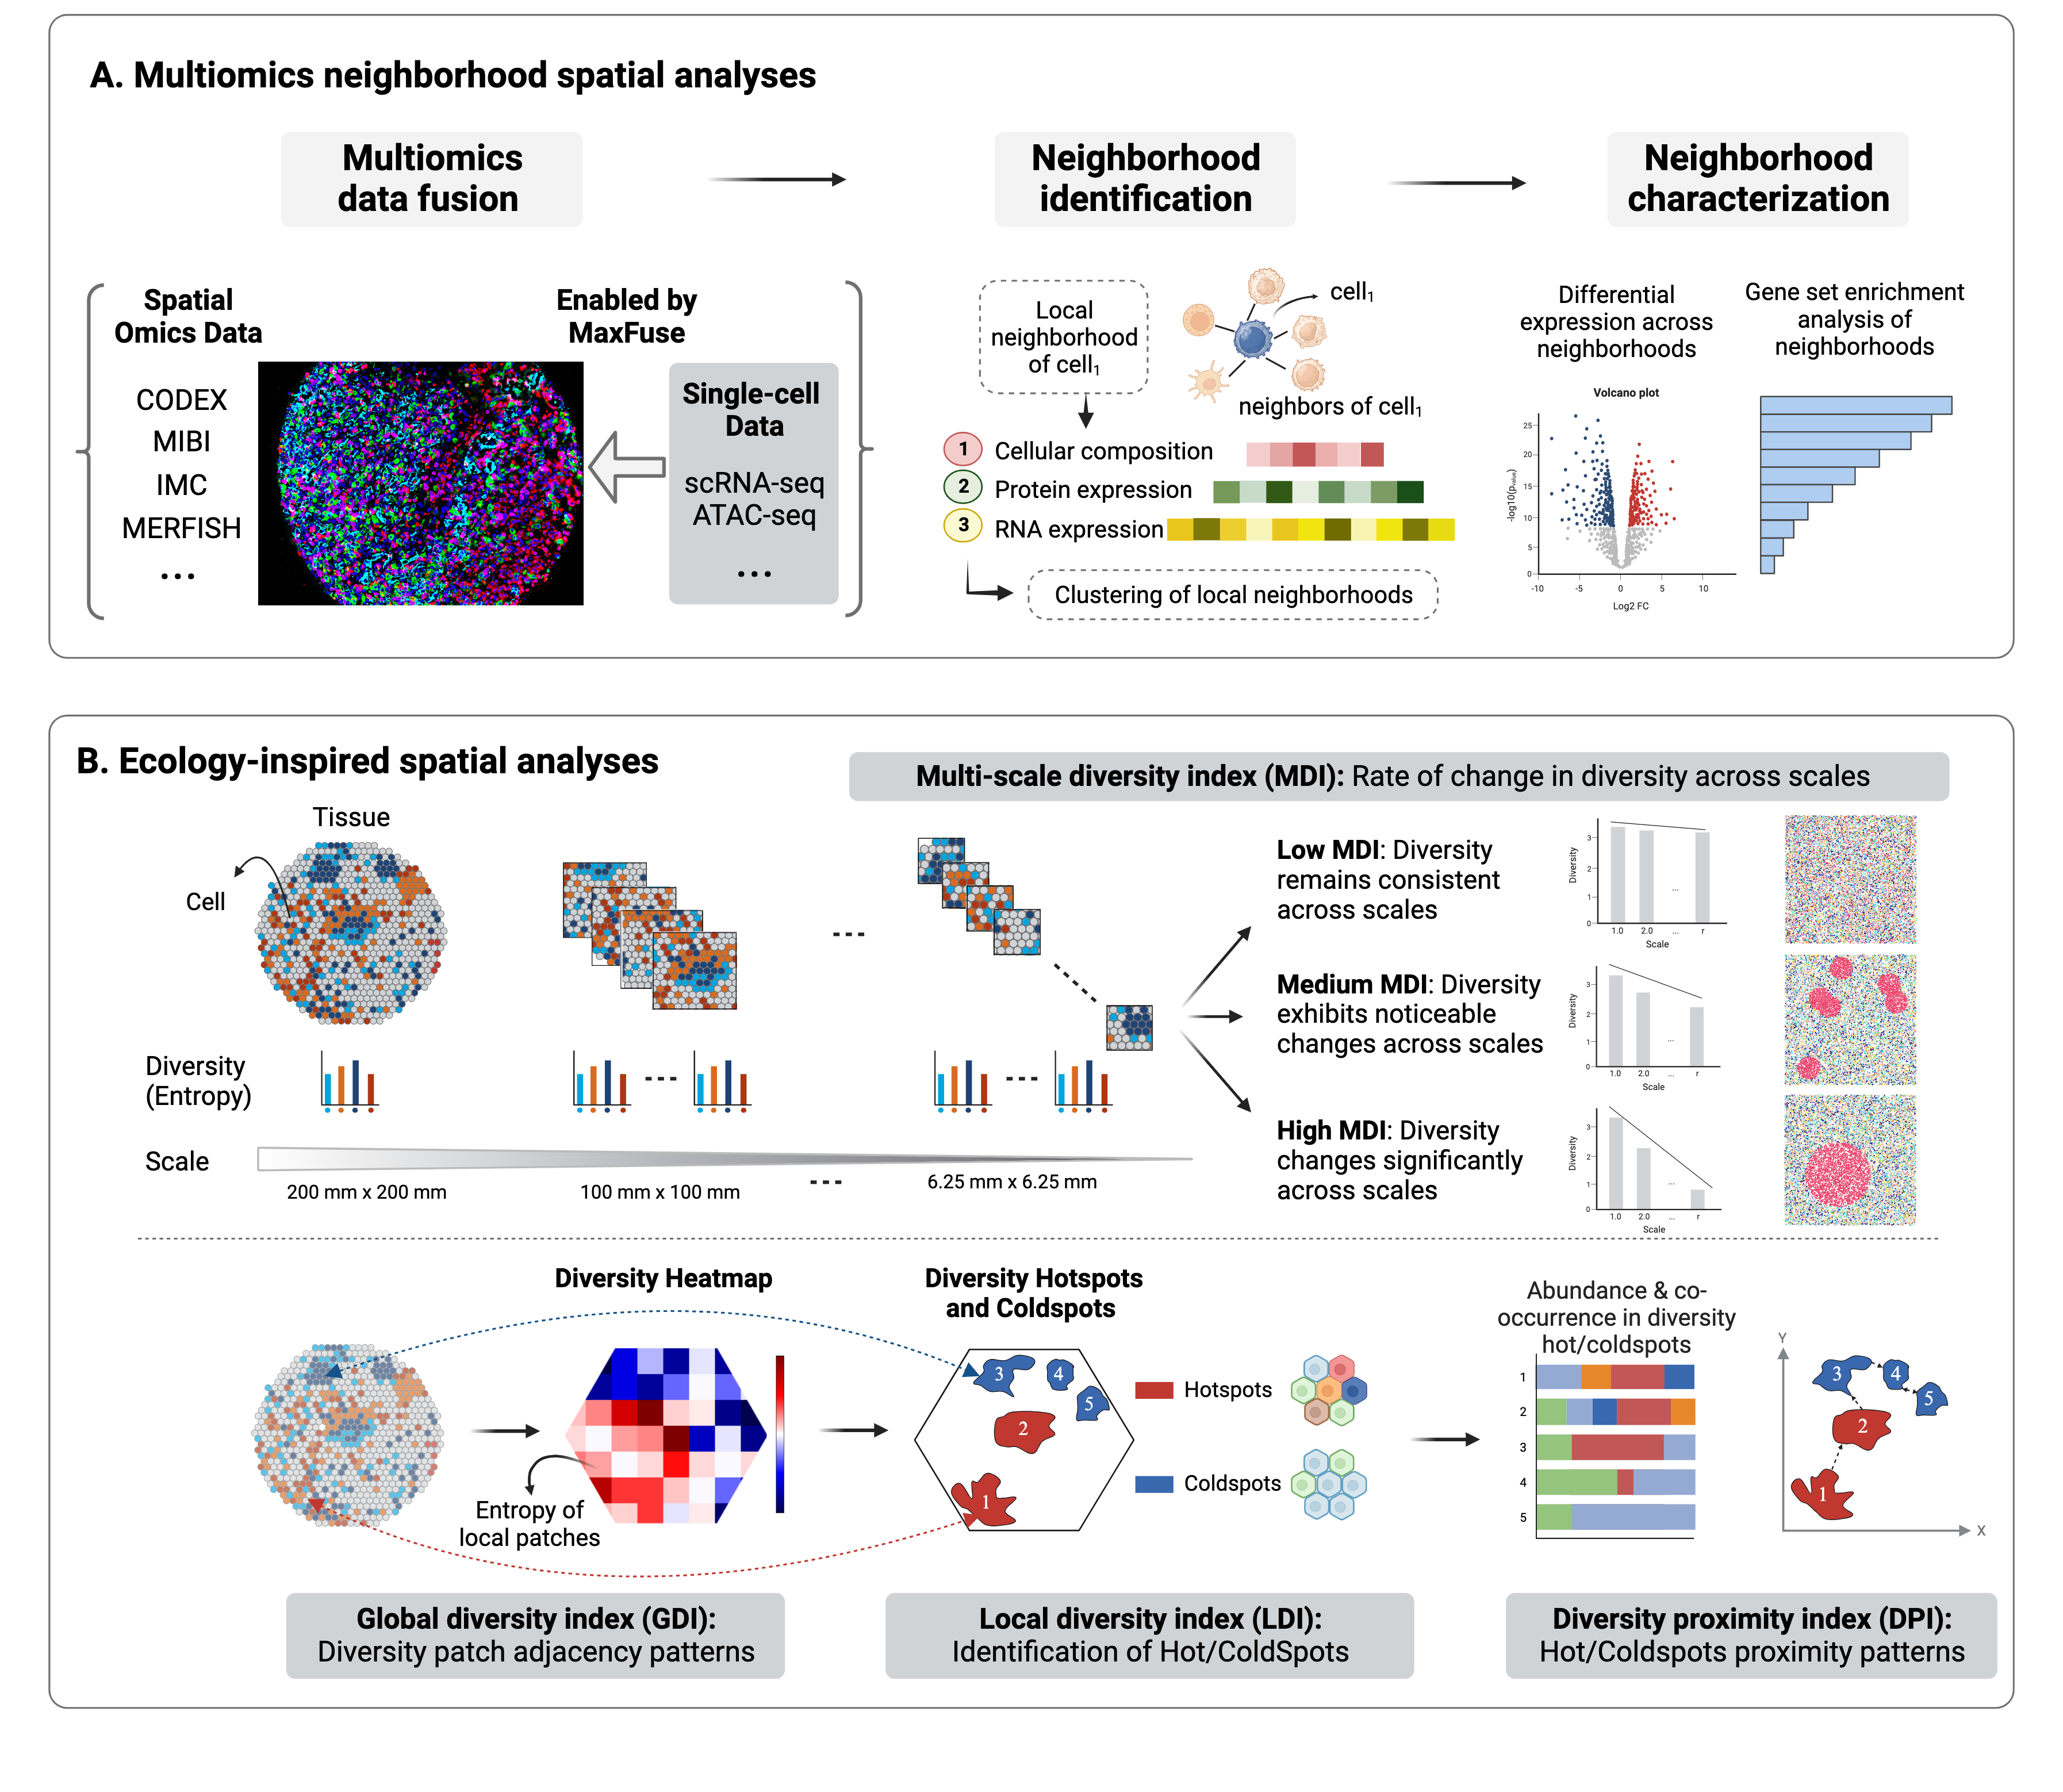 A. Multiomics neighborhood spatial analyses
Multiomics
data fusion
Neighborhood
identification
Neighborhood
characterization
Spatial
Omics Data
CODEX
MIBI
IMC
MERFISH
...
Enabled by
MaxFuse
Single-cell
Data
scRNA-seq
ATAC-seq
...
Local
neighborhood
of cell1
cell1
neighbors of cell1
1 Cellular composition
2 Protein expression
3 RNA expression
Clustering of local neighborhoods
Differential
expression across
neighborhoods
Volcano plot
-log10(pvalue)
25
20
15
10
5
0
-10 -5 0 5 10
Log2 FC
Gene set enrichment
analysis of
neighborhoods
B. Ecology-inspired spatial analyses
Multi-scale diversity index (MDI): Rate of change in diversity across scales
Tissue
Cell
Diversity
(Entropy)
Scale
200 mm x 200 mm
100 mm x 100 mm
6.25 mm x 6.25 mm
Low MDI: Diversity
remains consistent
across scales
Diversity
3
2
1
0
1.0 2.0 ... r
Scale
Medium MDI: Diversity
exhibits noticeable
changes across scales
Diversity
3
2
1
0
1.0 2.0 ... r
Scale
High MDI: Diversity
changes significantly
across scales
Diversity
3
2
1
0
1.0 2.0 ... r
Scale
Diversity Heatmap
Entropy of
local patches
Diversity Hotspots
and Coldspots
3
4
5
2
1
Hotspots
Coldspots
Abundance & co-
occurrence in diversity
hot/coldspots
1
2
3
4
5
Y
3
4
5
2
1
X
Global diversity index (GDI):
Diversity patch adjacency patterns
Local diversity index (LDI):
Identification of Hot/ColdSpots
Diversity proximity index (DPI):
Hot/Coldspots proximity patterns